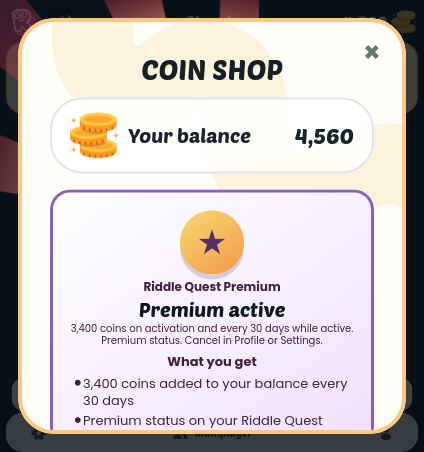 COIN SHOP
✖
Your balance 4,560
Riddle Quest Premium
Premium active
3,400 coins on activation and every 30 days while active.
Premium status. Cancel in Profile or Settings.
What you get
• 3,400 coins added to your balance every
30 days
• Premium status on your Riddle Quest
Multiplayer